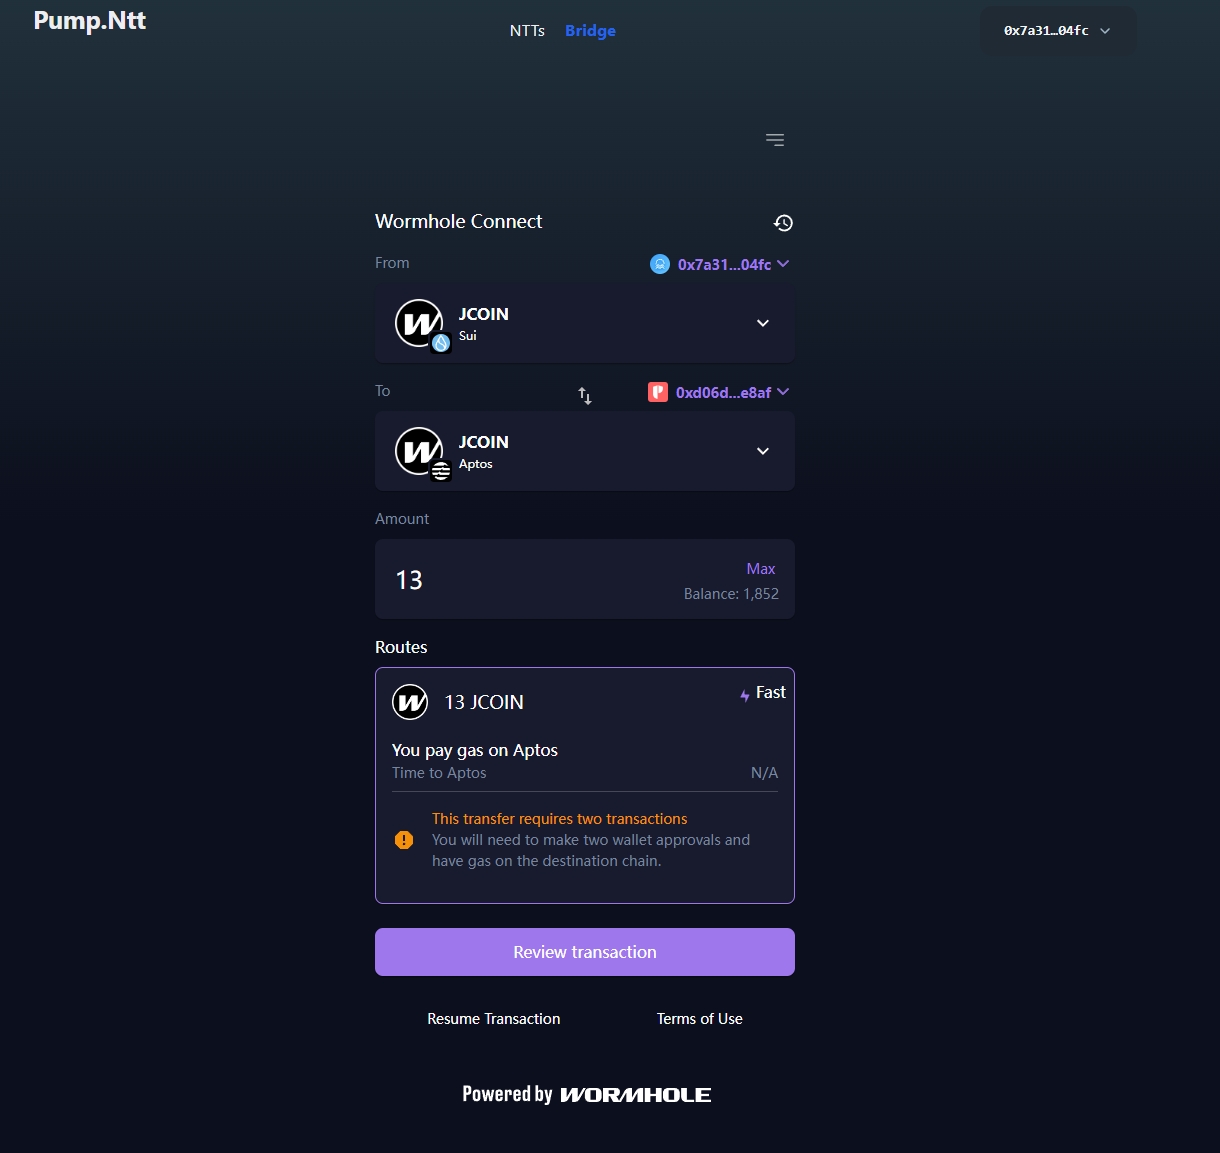 Pump.Ntt
NTTs
Bridge
0x7a31...04fc
Wormhole Connect
From
0x7a31...04fc
W
JCOIN
Sui
To
0xd06d...e8af
W
JCOIN
Aptos
Amount
13
Max
Balance: 1,852
Routes
W
13 JCOIN
Fast
You pay gas on Aptos
Time to Aptos
N/A
This transfer requires two transactions
You will need to make two wallet approvals and
have gas on the destination chain.
Review transaction
Resume Transaction
Terms of Use
Powered by WORMHOLE